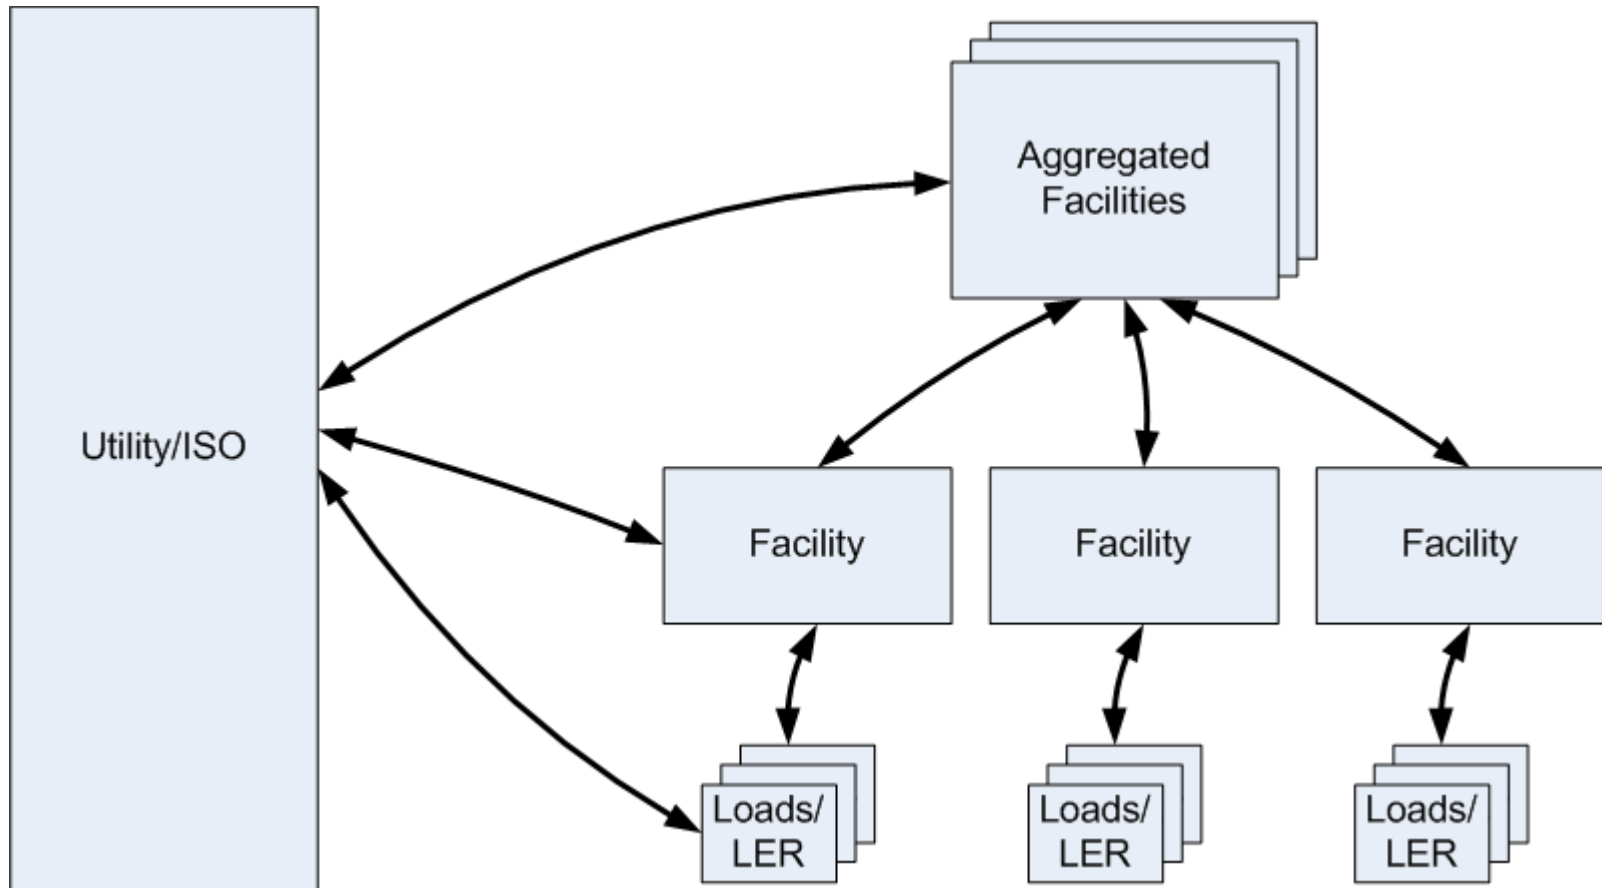 Aggregated
Facilities
Utility/ISO
Facility
Facility
Facility
Loads/
LER
Loads/
LER
Loads/
LER